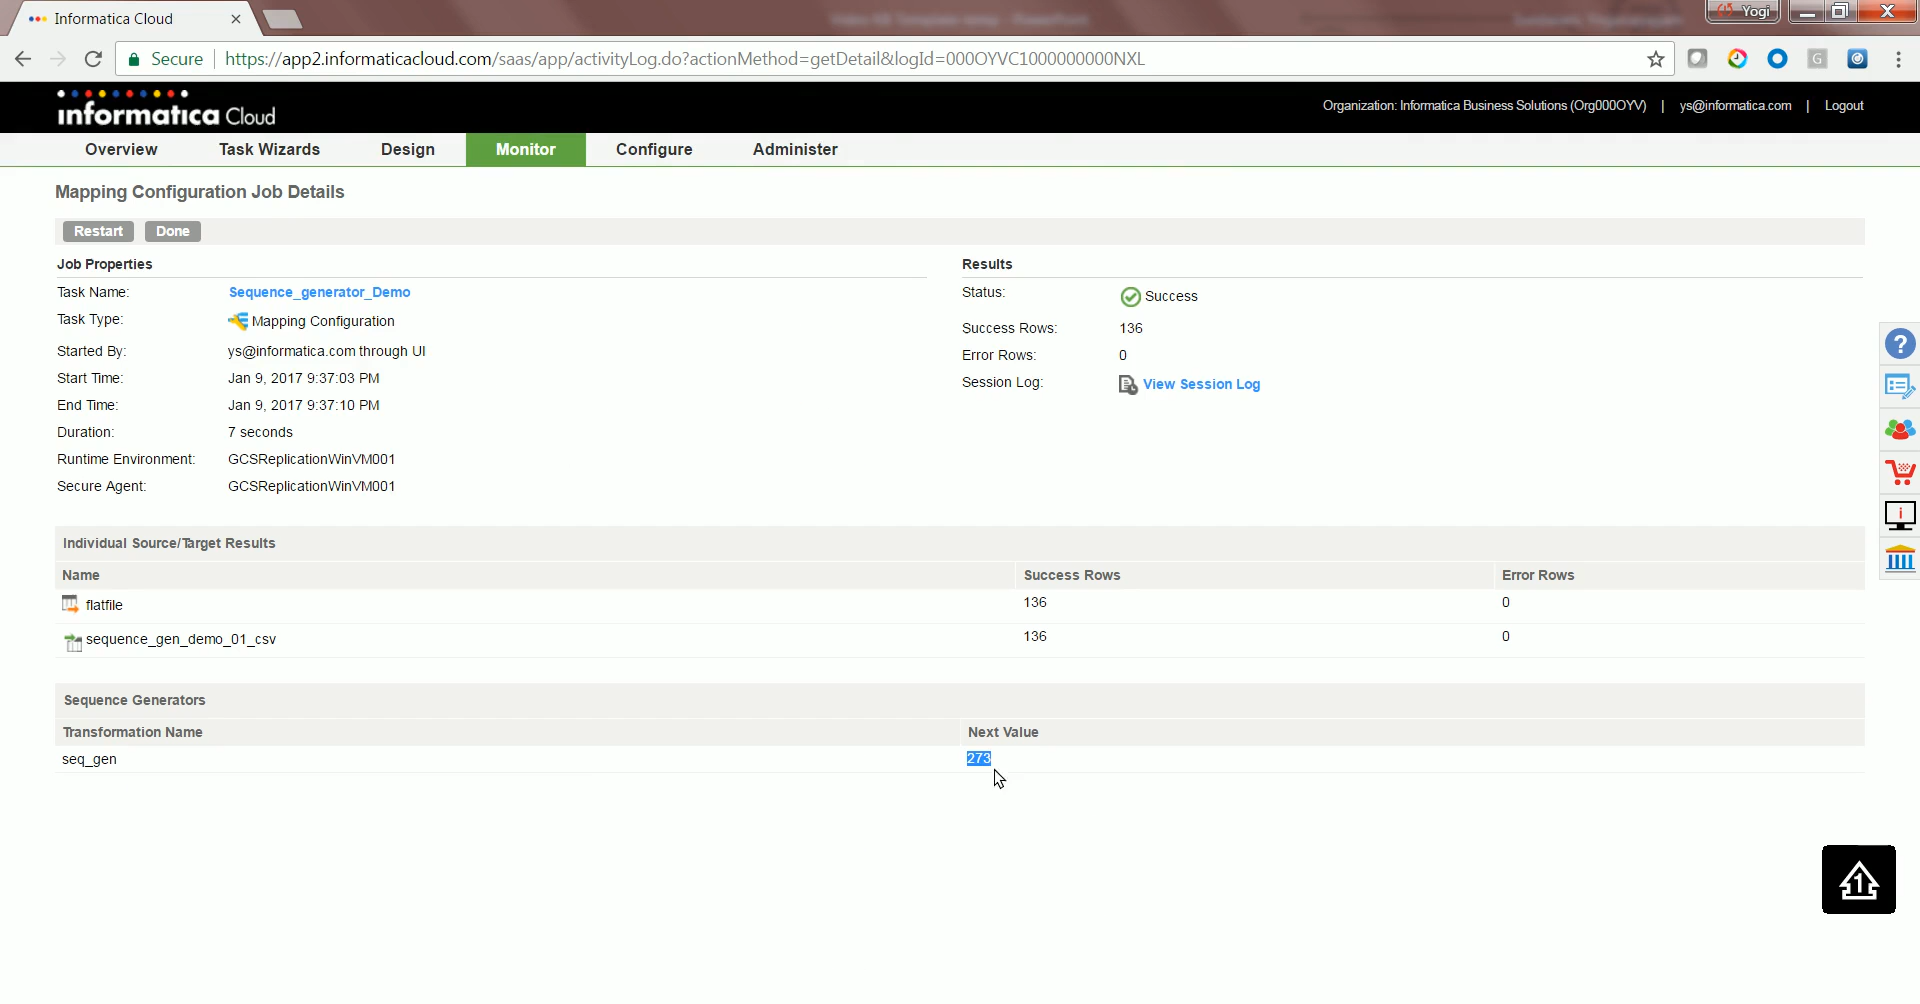 Informatica Cloud
Yogi
Secure https://app2.informaticacloud.com/saas/app/activityLog.do?actionMethod=getDetail&logId=000OYVC1000000000NXL
G
informatica Cloud
Organization: Informatica Business Solutions (Org000OYV) | ys@informatica.com | Logout
Overview Task Wizards Design Monitor Configure Administer
Mapping Configuration Job Details
Restart Done
Job Properties
Task Name: Sequence_generator_Demo
Task Type: Mapping Configuration
Started By: ys@informatica.com through UI
Start Time: Jan 9, 2017 9:37:03 PM
End Time: Jan 9, 2017 9:37:10 PM
Duration: 7 seconds
Runtime Environment: GCSReplicationWinVM001
Secure Agent: GCSReplicationWinVM001
Results
Status: Success
Success Rows: 136
Error Rows: 0
Session Log: View Session Log
Individual Source/Target Results
Name Success Rows Error Rows
flatfile 136 0
sequence_gen_demo_01_csv 136 0
Sequence Generators
Transformation Name Next Value
seq_gen 273
?
i
1